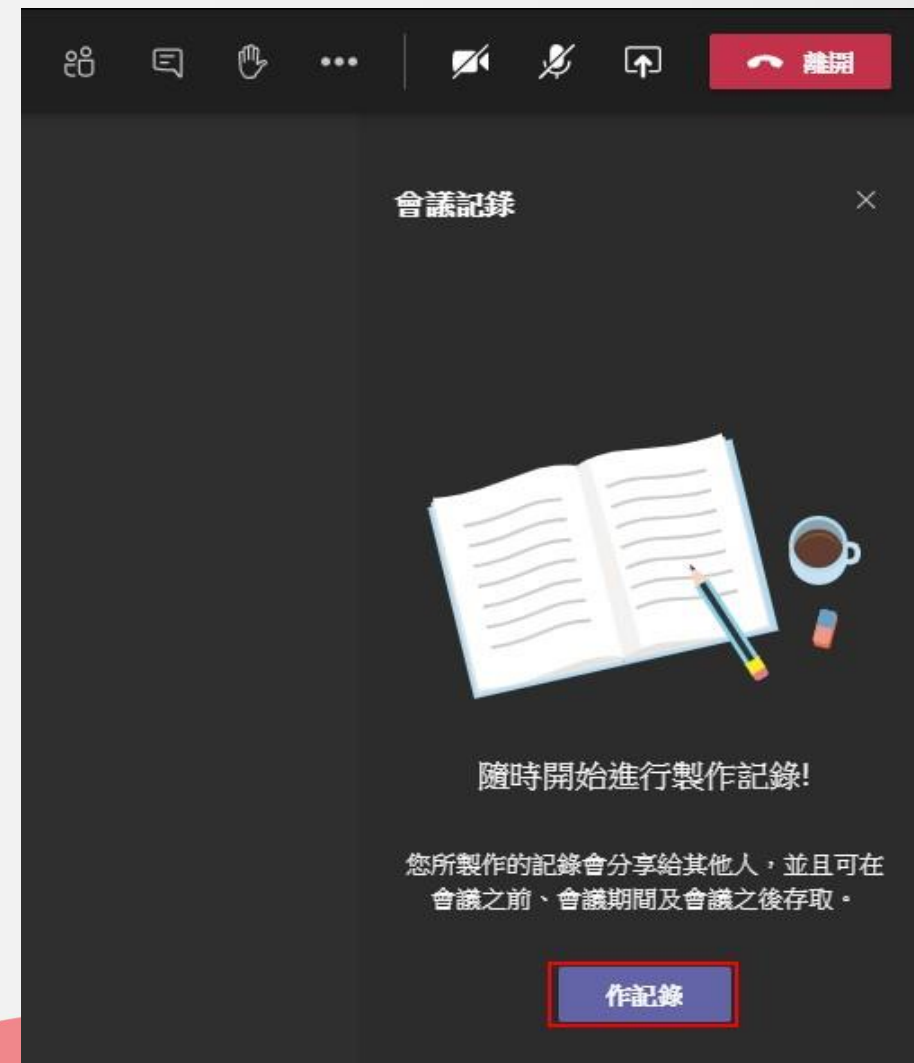 離開
會議記錄
隨時開始進行製作記錄!
您所製作的記錄會分享給其他人，並且可在
會議之前、會議期間及會議之後存取。
作記錄